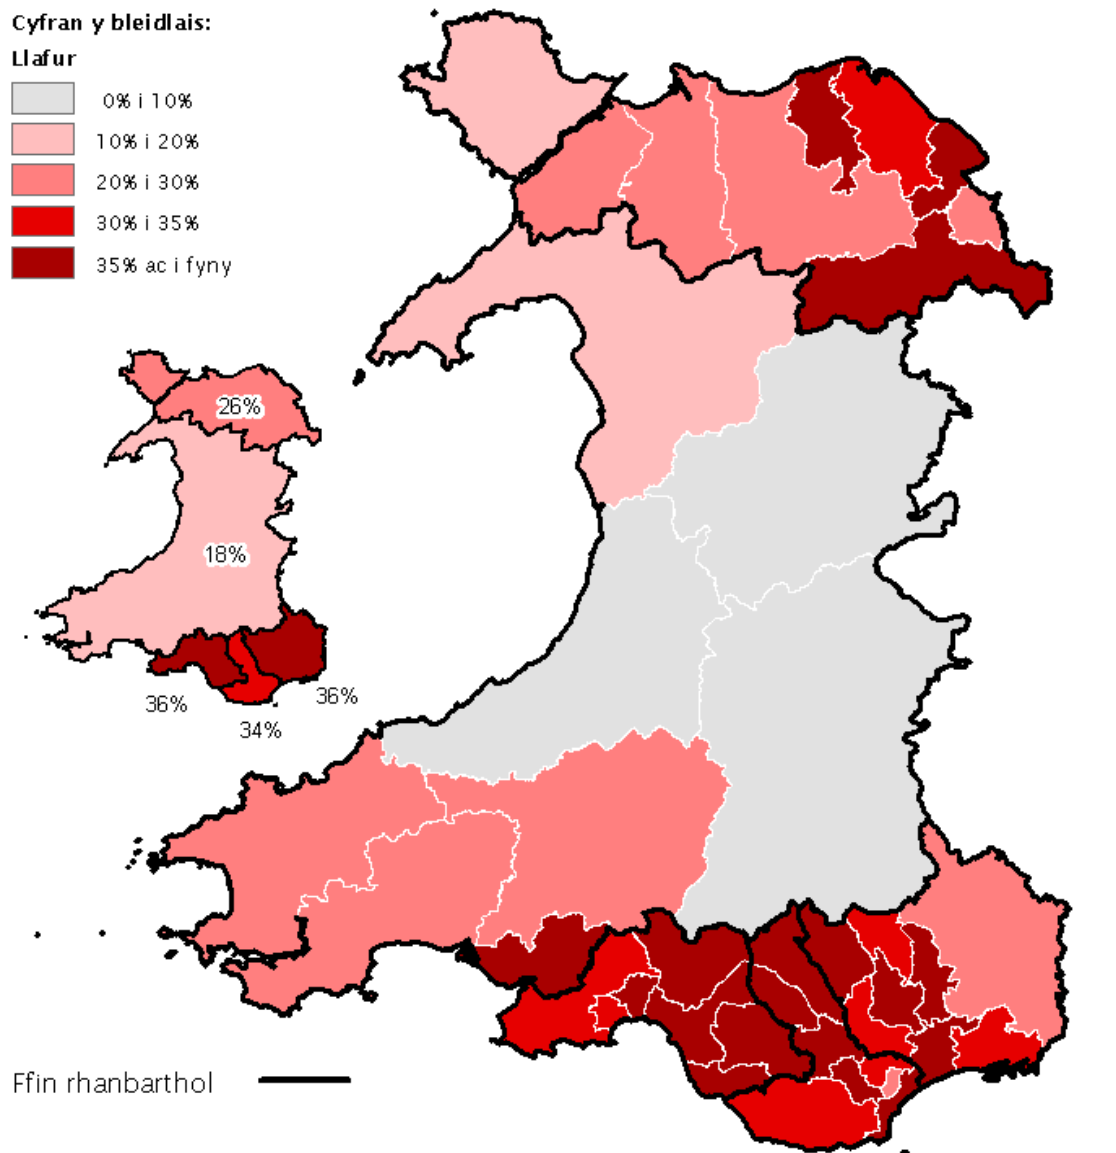 Cyfran y bleidlais:
Llafur
0% i 10%
10% i 20%
20% i 30%
30% i 35%
35% ac i fyny
26%
18%
36%
36%
34%
Ffin rhanbarthol